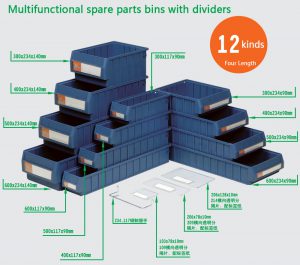 Multifunctional spare parts bins with dividers
12 kinds
Four Length
300x234x140mm
300x117x90mm
400x234x140mm
300x234x90mm
400x234x90mm
500x234x140mm
500x234x90mm
600x234x140mm
600x234x90mm
600x117x90mm
500x117x90mm
400x117x90mm